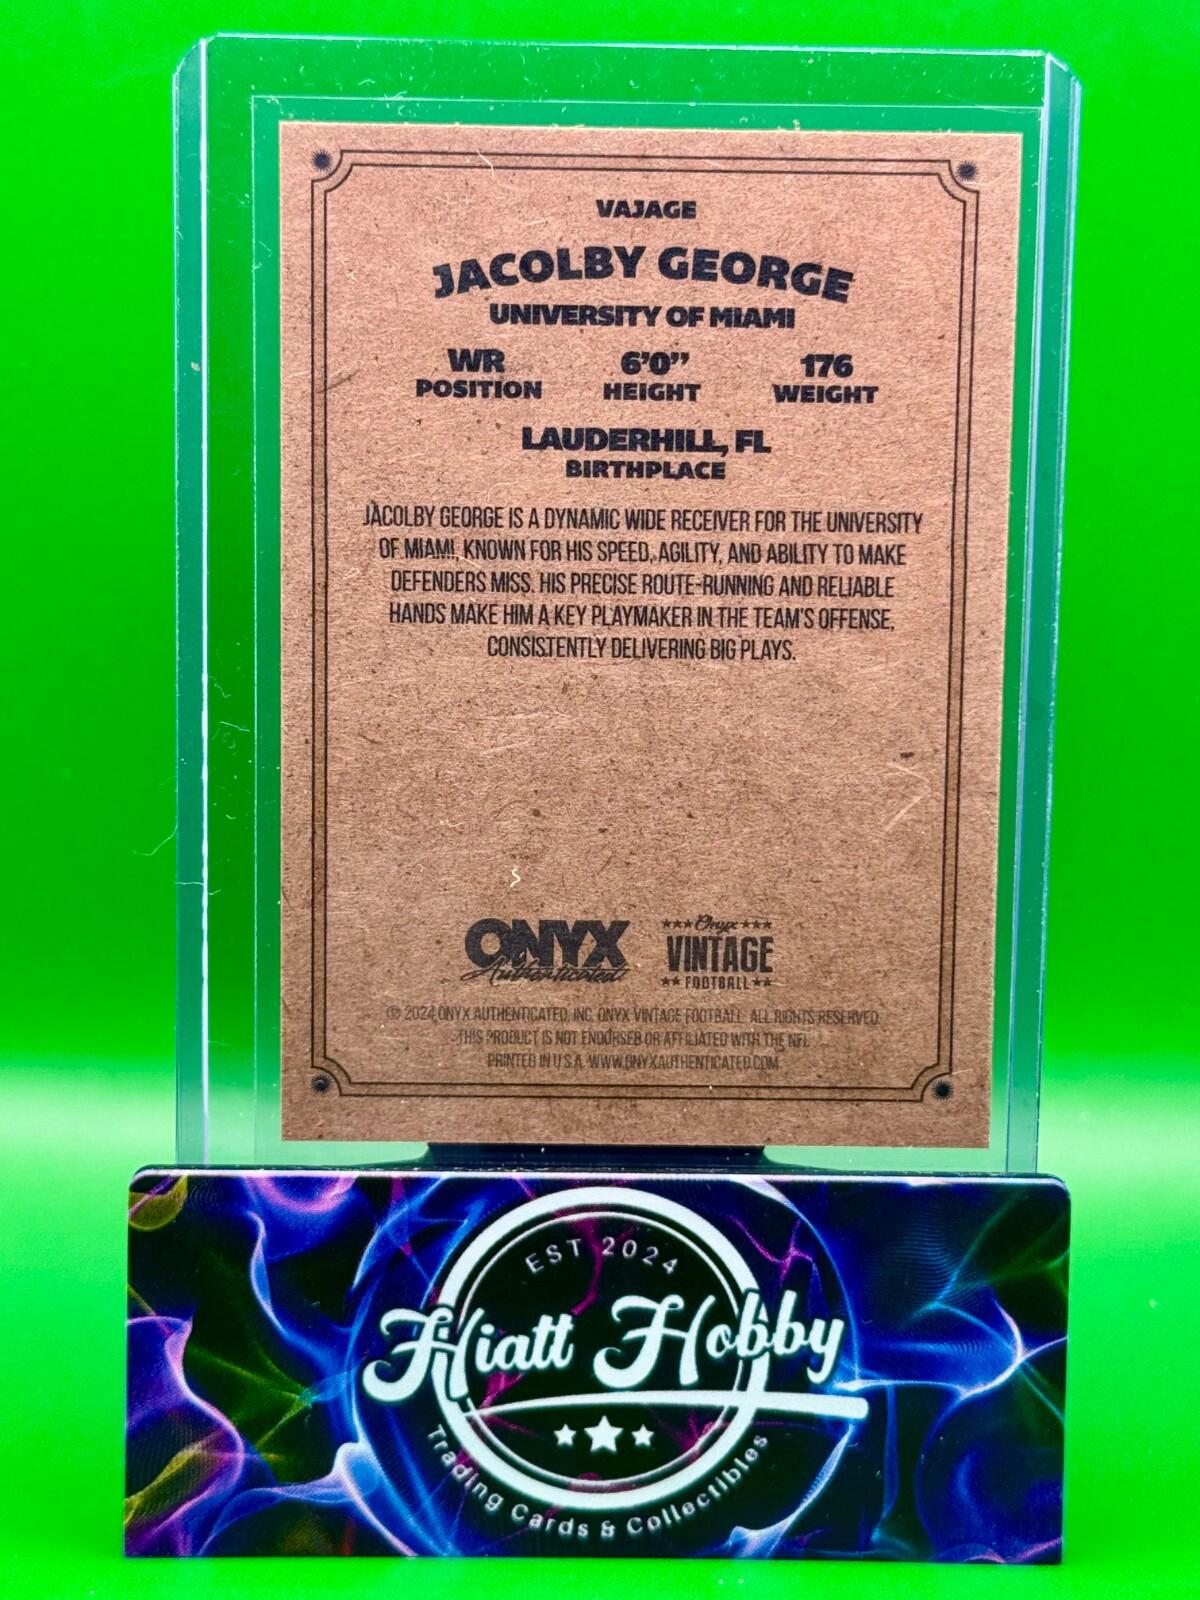 VAJAGE
JACOLBY GEORGE
UNIVERSITY OF MIAMI
WR 6'0" 176
POSITION HEIGHT WEIGHT
LAUDERHILL, FL
BIRTHPLACE
JACOLBY GEORGE IS A DYNAMIC WIDE RECEIVER FOR THE UNIVERSITY
OF MIAMI, KNOWN FOR HIS SPEED, AGILITY, AND ABILITY TO MAKE
DEFENDERS MISS. HIS PRECISE ROUTE-RUNNING AND RELIABLE
HANDS MAKE HIM A KEY PLAYMAKER IN THE TEAM'S OFFENSE,
CONSISTENTLY DELIVERING BIG PLAYS.
ONYX
Authenticated
Onyx
VINTAGE
FOOTBALL
© 2024 ONYX AUTHENTICATED, INC. ONYX VINTAGE FOOTBALL. ALL RIGHTS RESERVED.
THIS PRODUCT IS NOT ENDORSED OR AFFILIATED WITH THE NFL.
PRINTED IN U.S.A. WWW.ONYXAUTHENTICATED.COM
EST 2024
Hiatt Hobby
Trading Cards & Collectibles